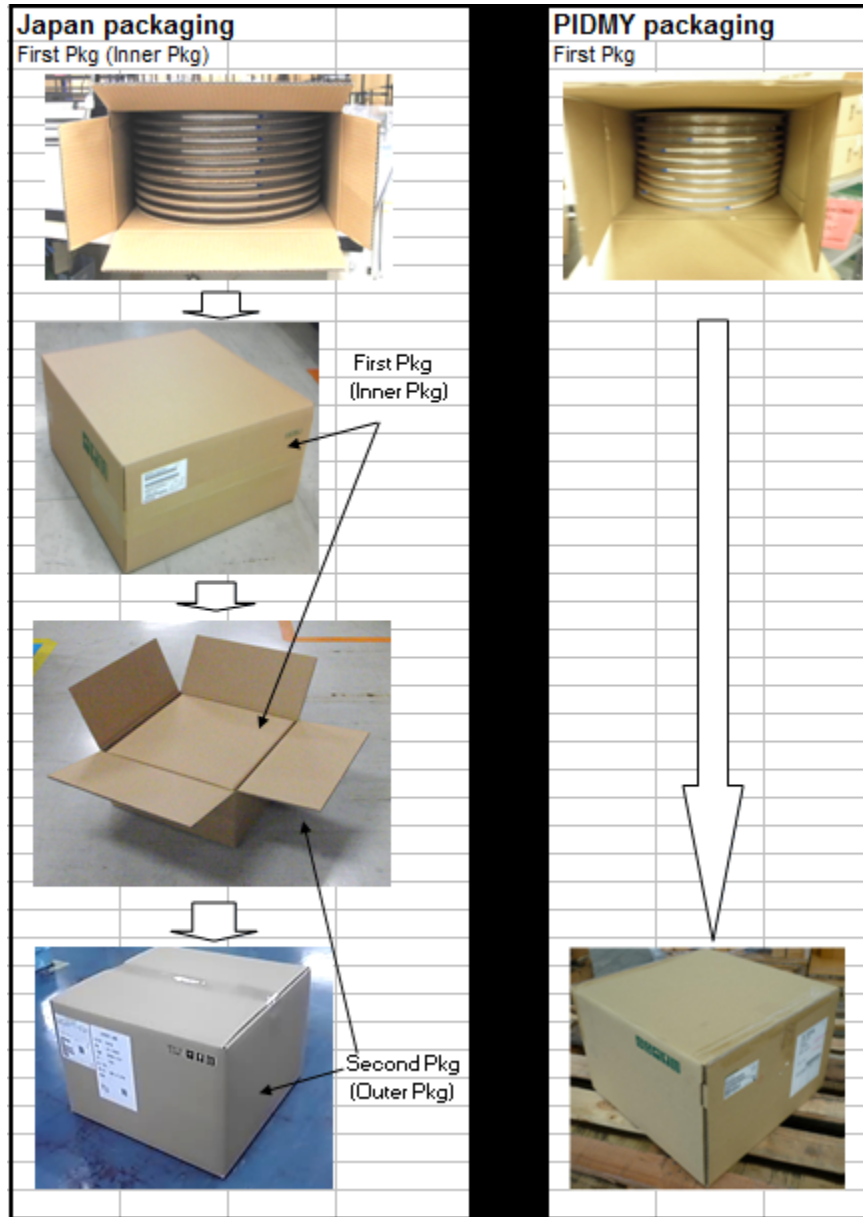 Japan packaging
First Pkg (Inner Pkg)
PIDMY packaging
First Pkg
First Pkg
(Inner Pkg)
Second Pkg
(Outer Pkg)